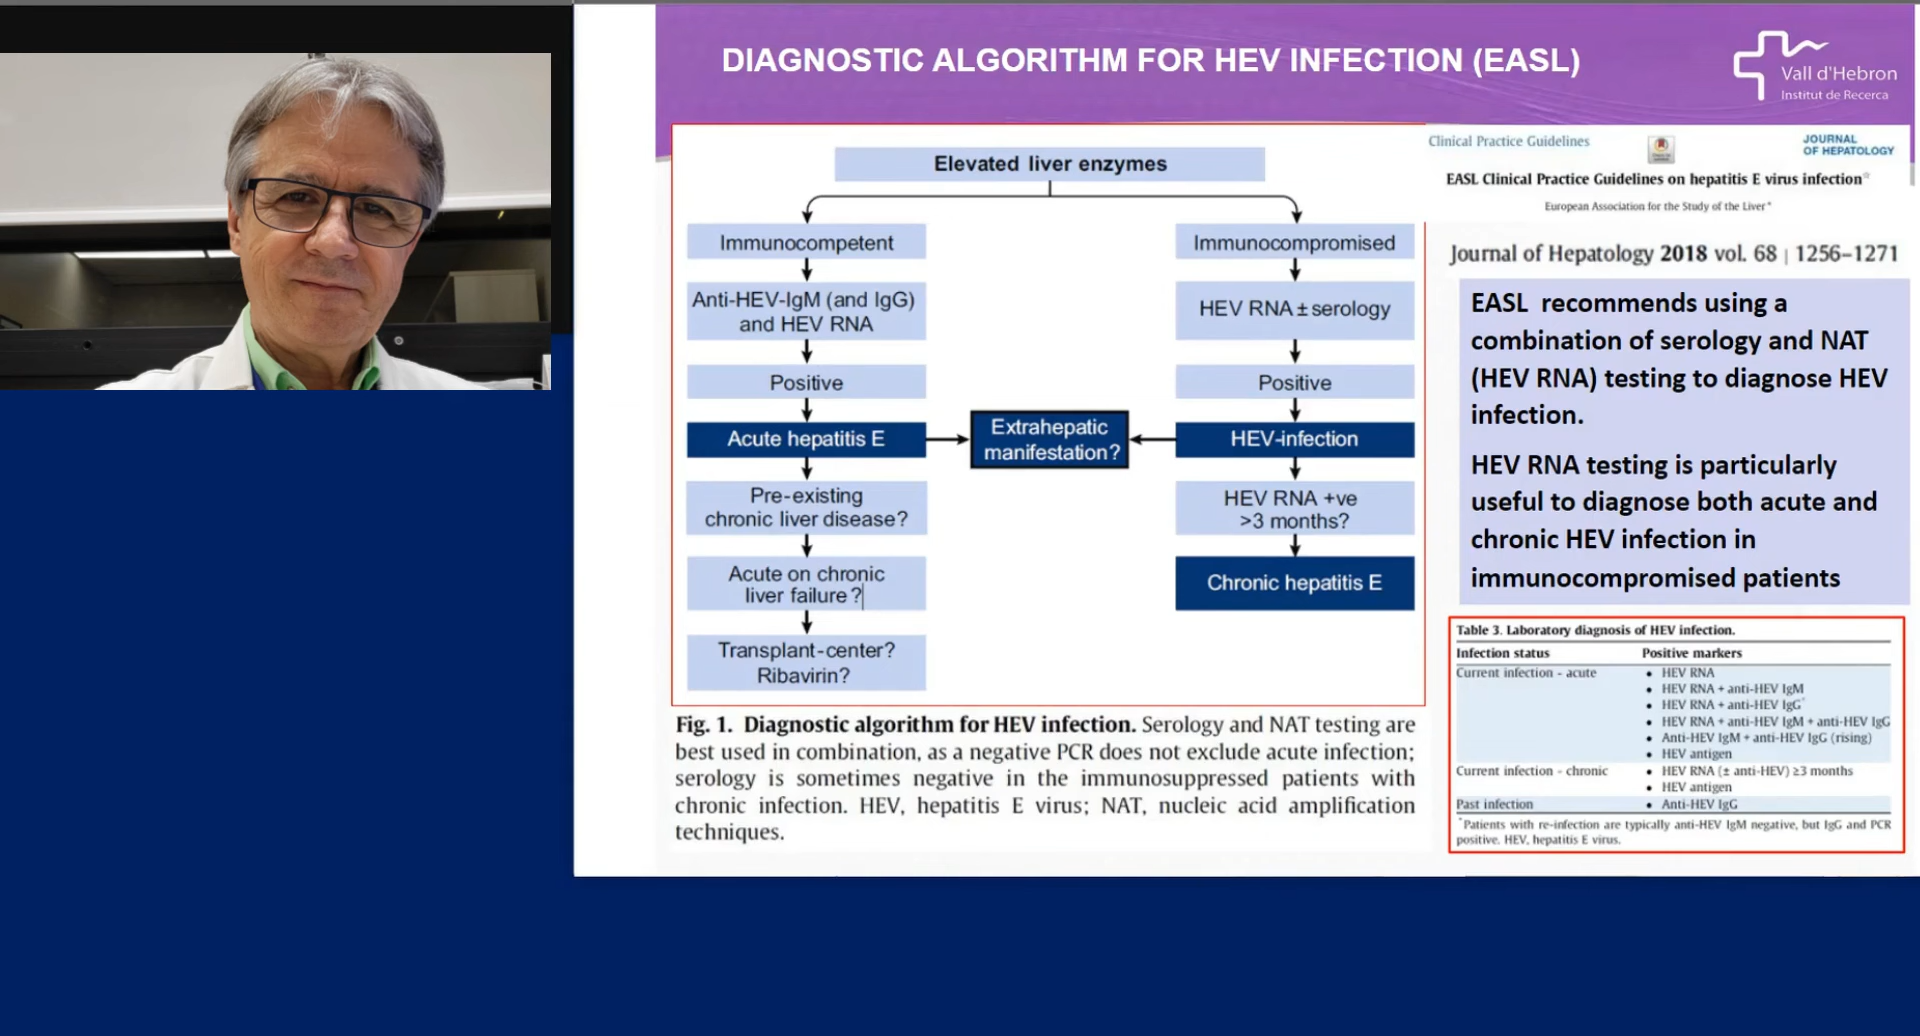 DIAGNOSTIC ALGORITHM FOR HEV INFECTION (EASL)
Vall d'Hebron
Institut de Recerca
Elevated liver enzymes
Immunocompetent
Anti-HEV-IgM (and IgG)
and HEV RNA
Positive
Acute hepatitis E
Pre-existing
chronic liver disease?
Acute on chronic
liver failure?
Transplant-center?
Ribavirin?
Extrahepatic
manifestation?
Immunocompromised
HEV RNA ± serology
Positive
HEV-infection
HEV RNA +ve
>3 months?
Chronic hepatitis E
Fig. 1. Diagnostic algorithm for HEV infection. Serology and NAT testing are
best used in combination, as a negative PCR does not exclude acute infection;
serology is sometimes negative in the immunosuppressed patients with
chronic infection. HEV, hepatitis E virus; NAT, nucleic acid amplification
techniques.
Clinical Practice Guidelines
JOURNAL
OF HEPATOLOGY
EASL Clinical Practice Guidelines on hepatitis E virus infection☆
European Association for the Study of the Liver*
Journal of Hepatology 2018 vol. 68 | 1256–1271
EASL recommends using a
combination of serology and NAT
(HEV RNA) testing to diagnose HEV
infection.
HEV RNA testing is particularly
useful to diagnose both acute and
chronic HEV infection in
immunocompromised patients
Table 3. Laboratory diagnosis of HEV infection.
Infection status Positive markers
Current infection - acute • HEV RNA
• HEV RNA + anti-HEV IgM
• HEV RNA + anti-HEV IgG*
• HEV RNA + anti-HEV IgM + anti-HEV IgG
• Anti-HEV IgM + anti-HEV IgG (rising)
• HEV antigen
Current infection - chronic • HEV RNA (± anti-HEV) ≥3 months
• HEV antigen
Past infection • Anti-HEV IgG
*Patients with re-infection are typically anti-HEV IgM negative, but IgG and PCR
positive. HEV, hepatitis E virus.